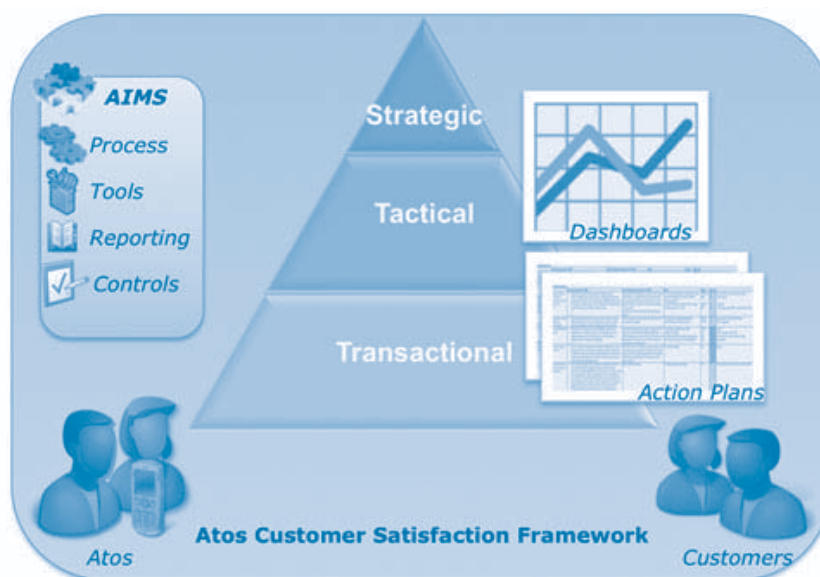 AIMS
Process
Tools
Reporting
Controls
Strategic
Tactical
Transactional
Dashboards
Action Plans
Atos Customer Satisfaction Framework
Atos
Customers